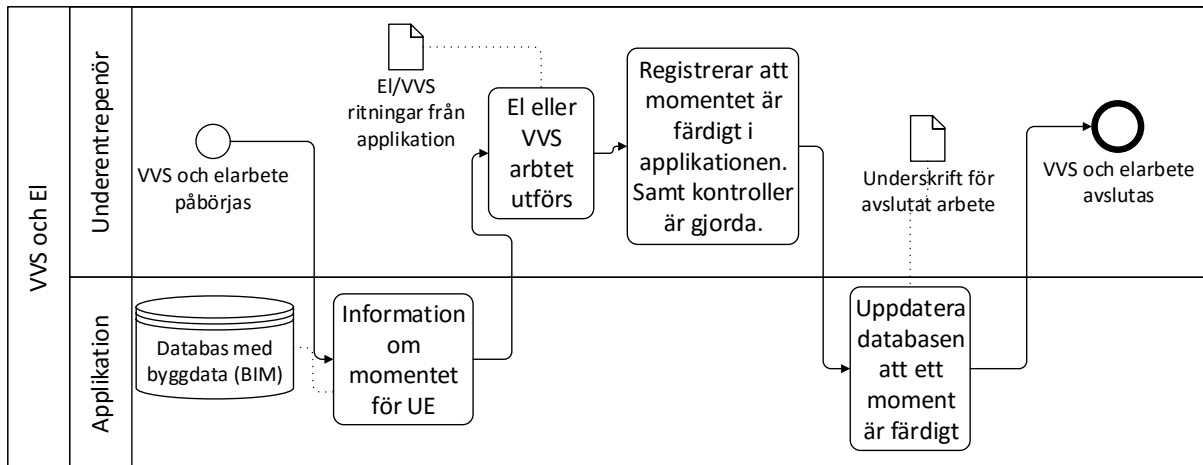 VVS och El
Underentrepenör
Applikation
VVS och elarbete
påbörjas
El/VVS
ritningar från
applikation
El eller
VVS
arbtet
utförs
Registrerar att
momentet är
färdigt i
applikationen.
Samt kontroller
är gjorda.
Underskrift för
avslutat arbete
VVS och elarbete
avslutas
Databas med
byggdata (BIM)
Information
om
momentet
för UE
Uppdatera
databasen
att ett
moment
är färdigt